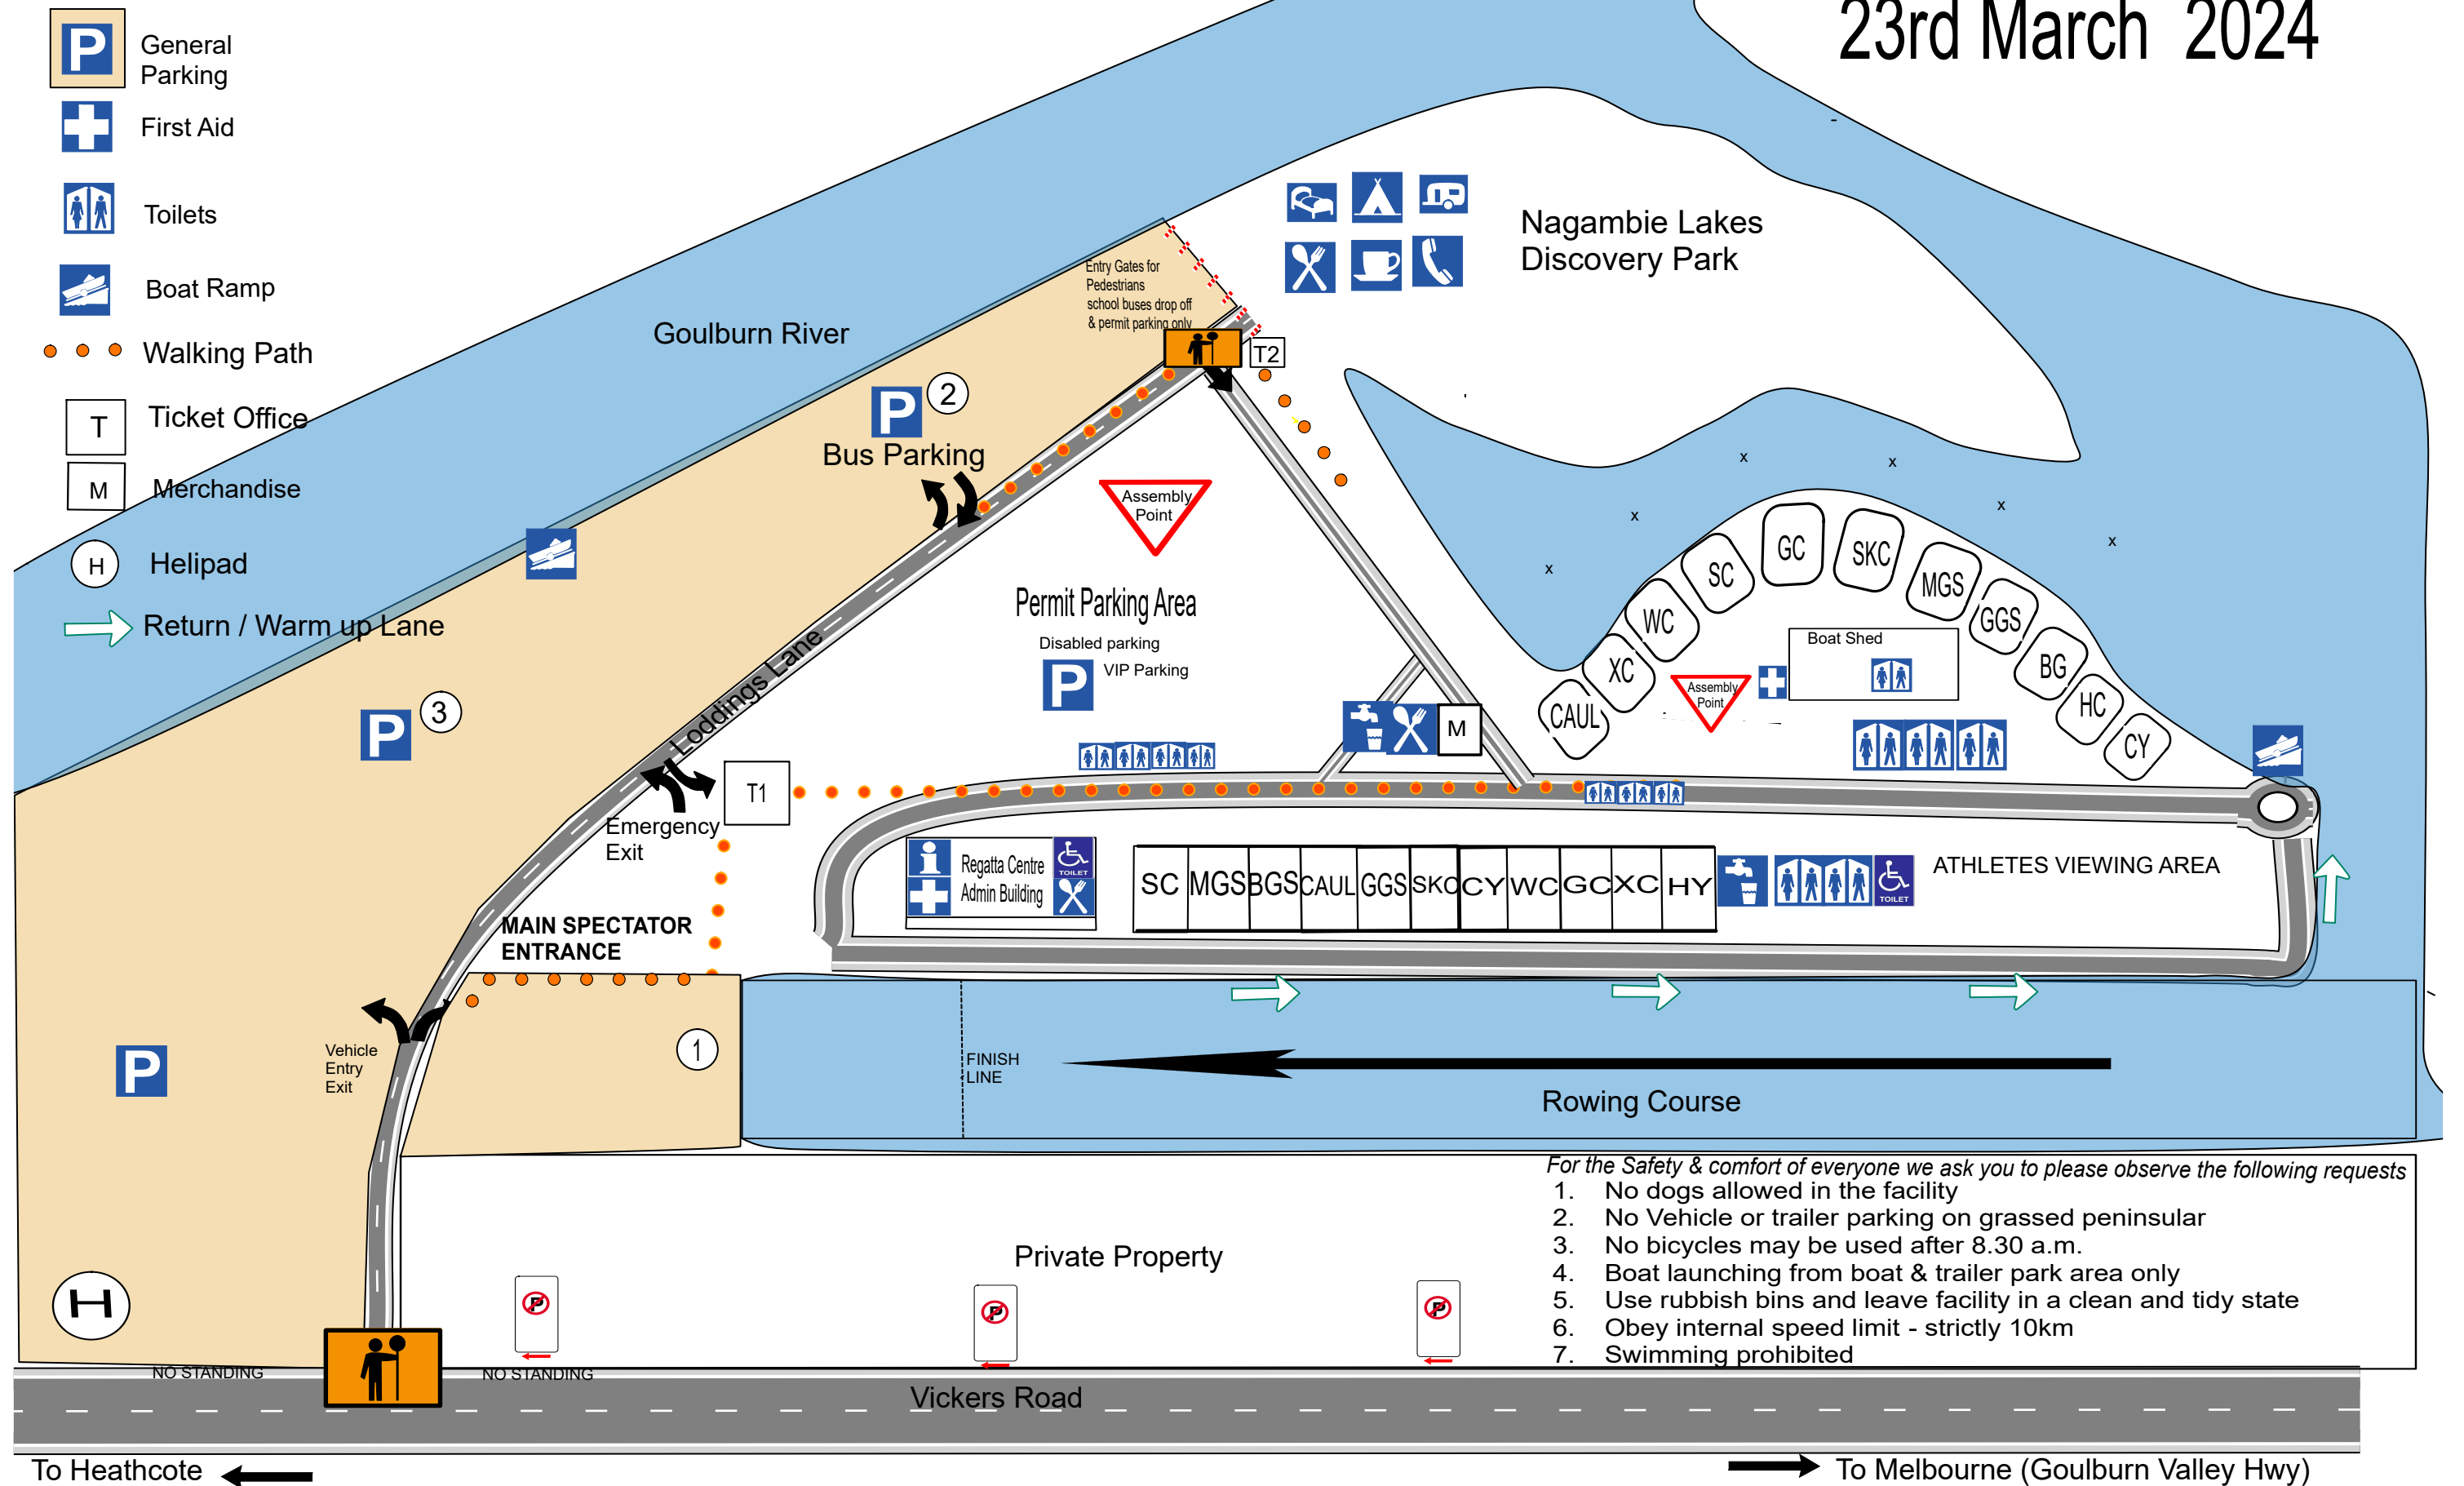 23rd March 2024
P
General
Parking
First Aid
Toilets
Boat Ramp
Walking Path
T
Ticket Office
M
Merchandise
H
Helipad
Return / Warm up Lane
Goulburn River
Nagambie Lakes
Discovery Park
Entry Gates for
Pedestrians
school buses drop off
& permit parking only
T2
P
2
Bus Parking
Assembly
Point
Permit Parking Area
Disabled parking
P
VIP Parking
P
3
Loddings Lane
T1
Emergency
Exit
M
CAUL
XC
WC
SC
GC
SKC
MGS
GGS
BG
HC
CY
Boat Shed
Assembly
Point
i
Regatta Centre
Admin Building
TOILET
SC
MGS
BGS
CAUL
GGS
SKC
CY
WC
GC
XC
HY
TOILET
ATHLETES VIEWING AREA
MAIN SPECTATOR
ENTRANCE
Vehicle
Entry
Exit
P
1
FINISH
LINE
Rowing Course
x
x
x
x
x
x
Private Property
H
P
P
P
For the Safety & comfort of everyone we ask you to please observe the following requests
1. No dogs allowed in the facility
2. No Vehicle or trailer parking on grassed peninsular
3. No bicycles may be used after 8.30 a.m.
4. Boat launching from boat & trailer park area only
5. Use rubbish bins and leave facility in a clean and tidy state
6. Obey internal speed limit - strictly 10km
7. Swimming prohibited
NO STANDING
NO STANDING
Vickers Road
To Heathcote
To Melbourne (Goulburn Valley Hwy)